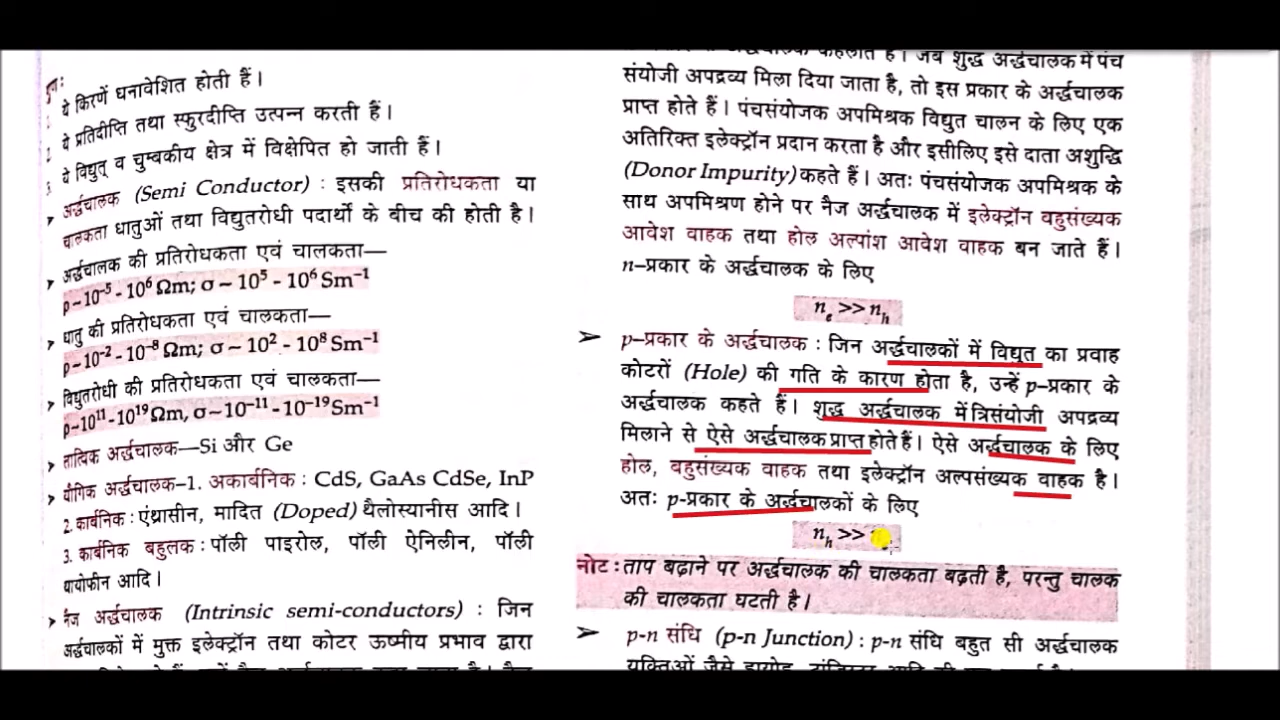 ये किरणें धनावेशित होती हैं।
ये प्रतिदीप्ति तथा स्फुरदीप्ति उत्पन्न करती हैं।
ये विद्युत् व चुम्बकीय क्षेत्र में विक्षेपित हो जाती हैं।
➤ अर्द्धचालक (Semi Conductor) : इसकी प्रतिरोधकता या
चालकता धातुओं तथा विद्युतरोधी पदार्थों के बीच की होती है।
➤ अर्द्धचालक की प्रतिरोधकता एवं चालकता—
ρ~10⁻⁵ - 10⁶ Ωm; σ ~ 10⁵ - 10⁶ Sm⁻¹
➤ धातु की प्रतिरोधकता एवं चालकता—
ρ~10⁻² - 10⁻⁸ Ωm; σ ~ 10² - 10⁸ Sm⁻¹
➤ विद्युतरोधी की प्रतिरोधकता एवं चालकता—
ρ~10¹¹ - 10¹⁹ Ωm, σ~10⁻¹¹ - 10⁻¹⁹ Sm⁻¹
➤ तात्विक अर्द्धचालक—Si और Ge
➤ यौगिक अर्द्धचालक–1. अकार्बनिक : CdS, GaAs CdSe, InP
2. कार्बनिक : एंथ्रासीन, मादित (Doped) थैलोस्यानीस आदि।
3. कार्बनिक बहुलक : पॉली पाइरोल, पॉली ऐनिलीन, पॉली
थायोफीन आदि।
➤ नैज अर्द्धचालक (Intrinsic semi-conductors) : जिन
अर्द्धचालकों में मुक्त इलेक्ट्रॉन तथा कोटर ऊष्मीय प्रभाव द्वारा
अर्द्धचालक कहलाते हैं। जब शुद्ध अर्द्धचालक में पंच
संयोजी अपद्रव्य मिला दिया जाता है, तो इस प्रकार के अर्द्धचालक
प्राप्त होते हैं। पंचसंयोजक अपमिश्रक विद्युत चालन के लिए एक
अतिरिक्त इलेक्ट्रॉन प्रदान करता है और इसीलिए इसे दाता अशुद्धि
(Donor Impurity) कहते हैं। अतः पंचसंयोजक अपमिश्रक के
साथ अपमिश्रण होने पर नैज अर्द्धचालक में इलेक्ट्रॉन बहुसंख्यक
आवेश वाहक तथा होल अल्पांश आवेश वाहक बन जाते हैं।
n–प्रकार के अर्द्धचालक के लिए
nₑ >> nₕ
➤ p–प्रकार के अर्द्धचालक : जिन अर्द्धचालकों में विद्युत का प्रवाह
कोटरों (Hole) की गति के कारण होता है, उन्हें p–प्रकार के
अर्द्धचालक कहते हैं। शुद्ध अर्द्धचालक में त्रिसंयोजी अपद्रव्य
मिलाने से ऐसे अर्द्धचालक प्राप्त होते हैं। ऐसे अर्द्धचालक के लिए
होल, बहुसंख्यक वाहक तथा इलेक्ट्रॉन अल्पसंख्यक वाहक है।
अतः p-प्रकार के अर्द्धचालकों के लिए
nₕ >>
नोट : ताप बढ़ाने पर अर्द्धचालक की चालकता बढ़ती है, परन्तु चालक
की चालकता घटती है।
➤ p-n संधि (p-n Junction) : p-n संधि बहुत सी अर्द्धचालक
युक्तिओं जैसे डायोड, ट्रांजिस्टर आदि